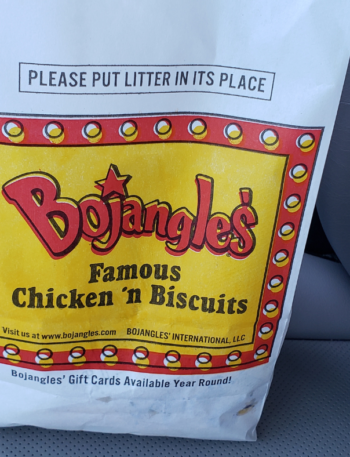 PLEASE PUT LITTER IN ITS PLACE
Bojangles'
Famous
Chicken 'n Biscuits
Visit us at www.bojangles.com BOJANGLES' INTERNATIONAL, LLC
Bojangles' Gift Cards Available Year Round!